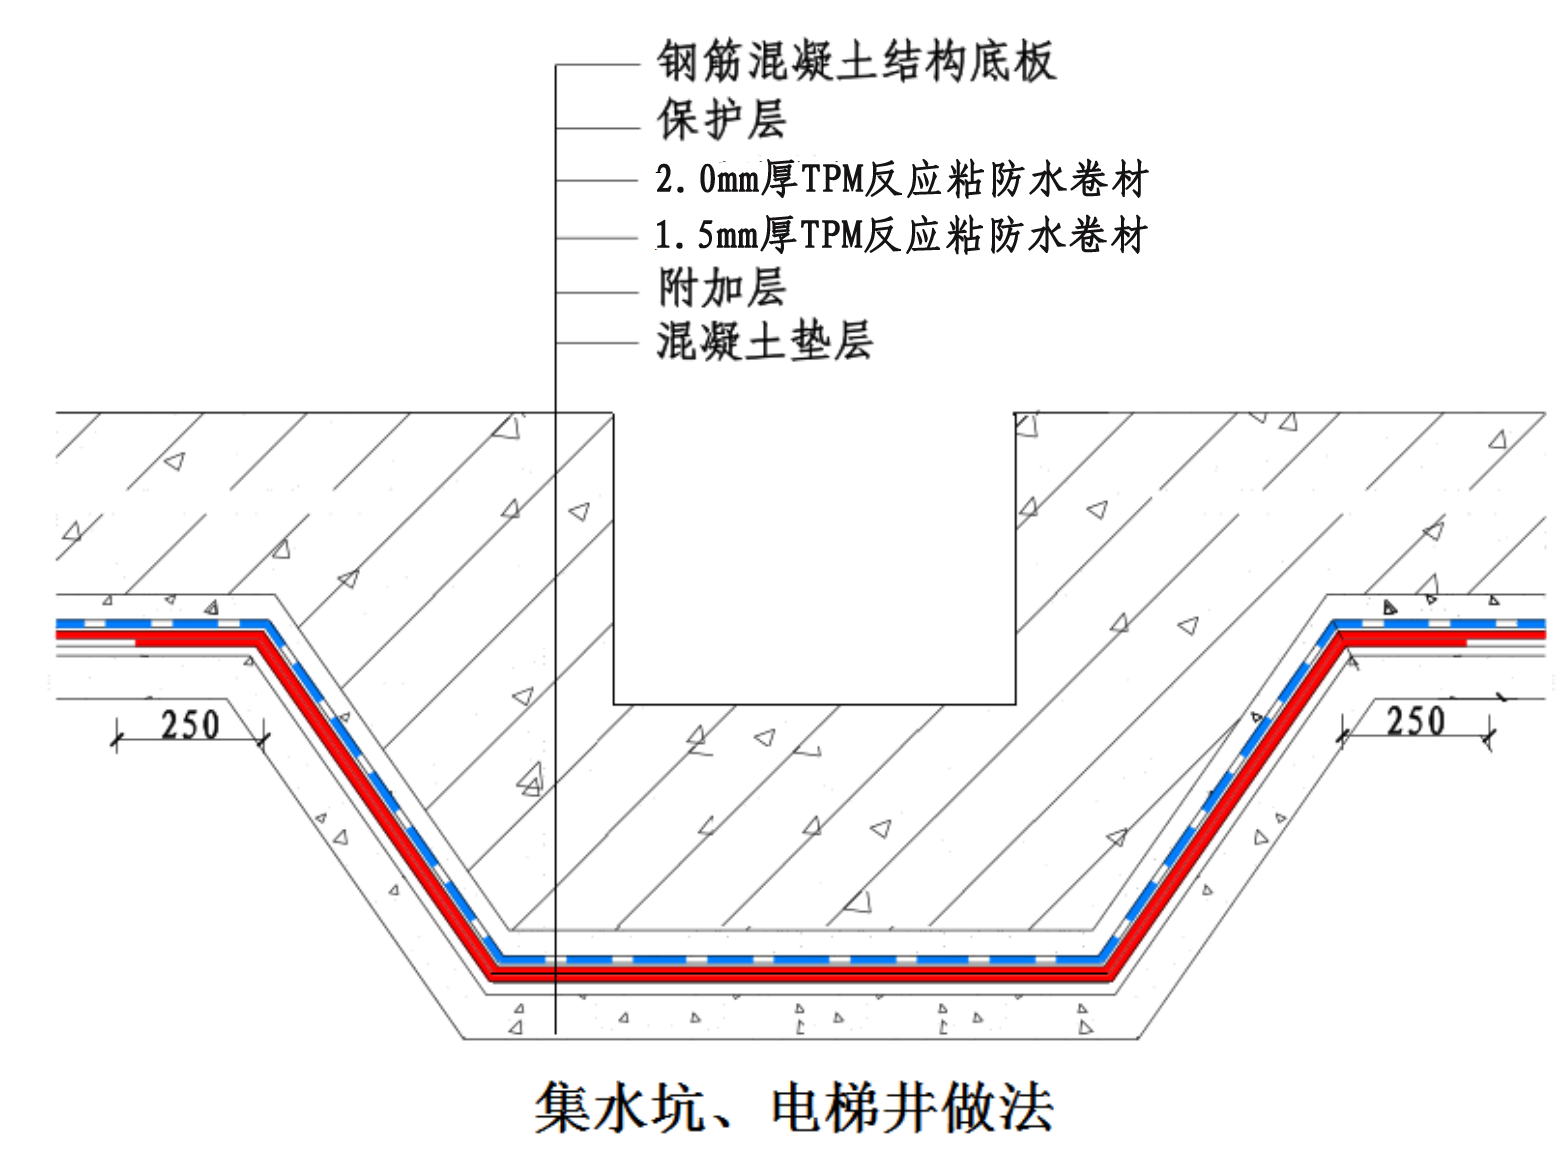 钢筋混凝土结构底板
保护层
2.0mm厚TPM反应粘防水卷材
1.5mm厚TPM反应粘防水卷材
附加层
混凝土垫层
250
250
集水坑、电梯井做法